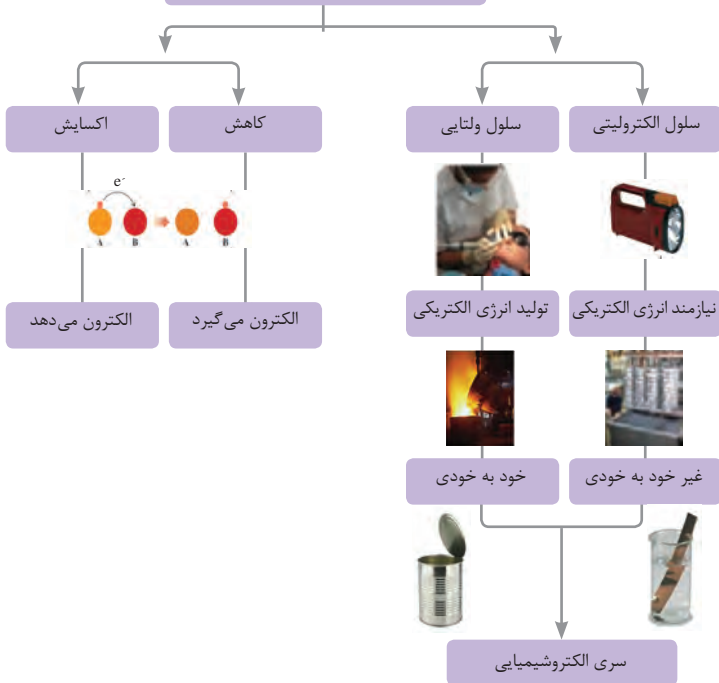 سلول الکترولیتی
سلول ولتایی
کاهش
اکسایش
e⁻
A
B
A
B
نیازمند انرژی الکتریکی
تولید انرژی الکتریکی
الکترون می‌گیرد
الکترون می‌دهد
غیر خود به خودی
خود به خودی
سری الکتروشیمیایی